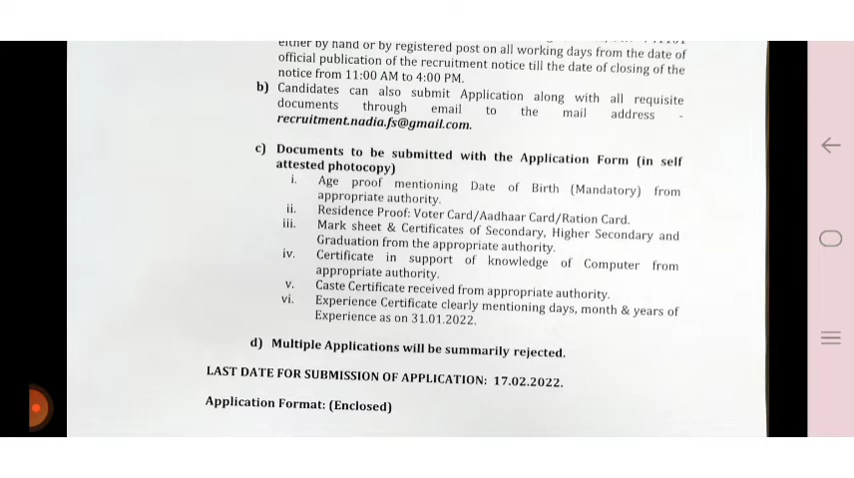 either by hand or by registered post on all working days from the date of
official publication of the recruitment notice till the date of closing of the
notice from 11:00 AM to 4:00 PM.
b) Candidates can also submit Application along with all requisite
documents through email to the mail address -
recruitment.nadia.fs@gmail.com.
c) Documents to be submitted with the Application Form (in self
attested photocopy)
i. Age proof mentioning Date of Birth (Mandatory) from
appropriate authority.
ii. Residence Proof: Voter Card/Aadhaar Card/Ration Card.
iii. Mark sheet & Certificates of Secondary, Higher Secondary and
Graduation from the appropriate authority.
iv. Certificate in support of knowledge of Computer from
appropriate authority.
v. Caste Certificate received from appropriate authority.
vi. Experience Certificate clearly mentioning days, month & years of
Experience as on 31.01.2022.
d) Multiple Applications will be summarily rejected.
LAST DATE FOR SUBMISSION OF APPLICATION: 17.02.2022.
Application Format: (Enclosed)